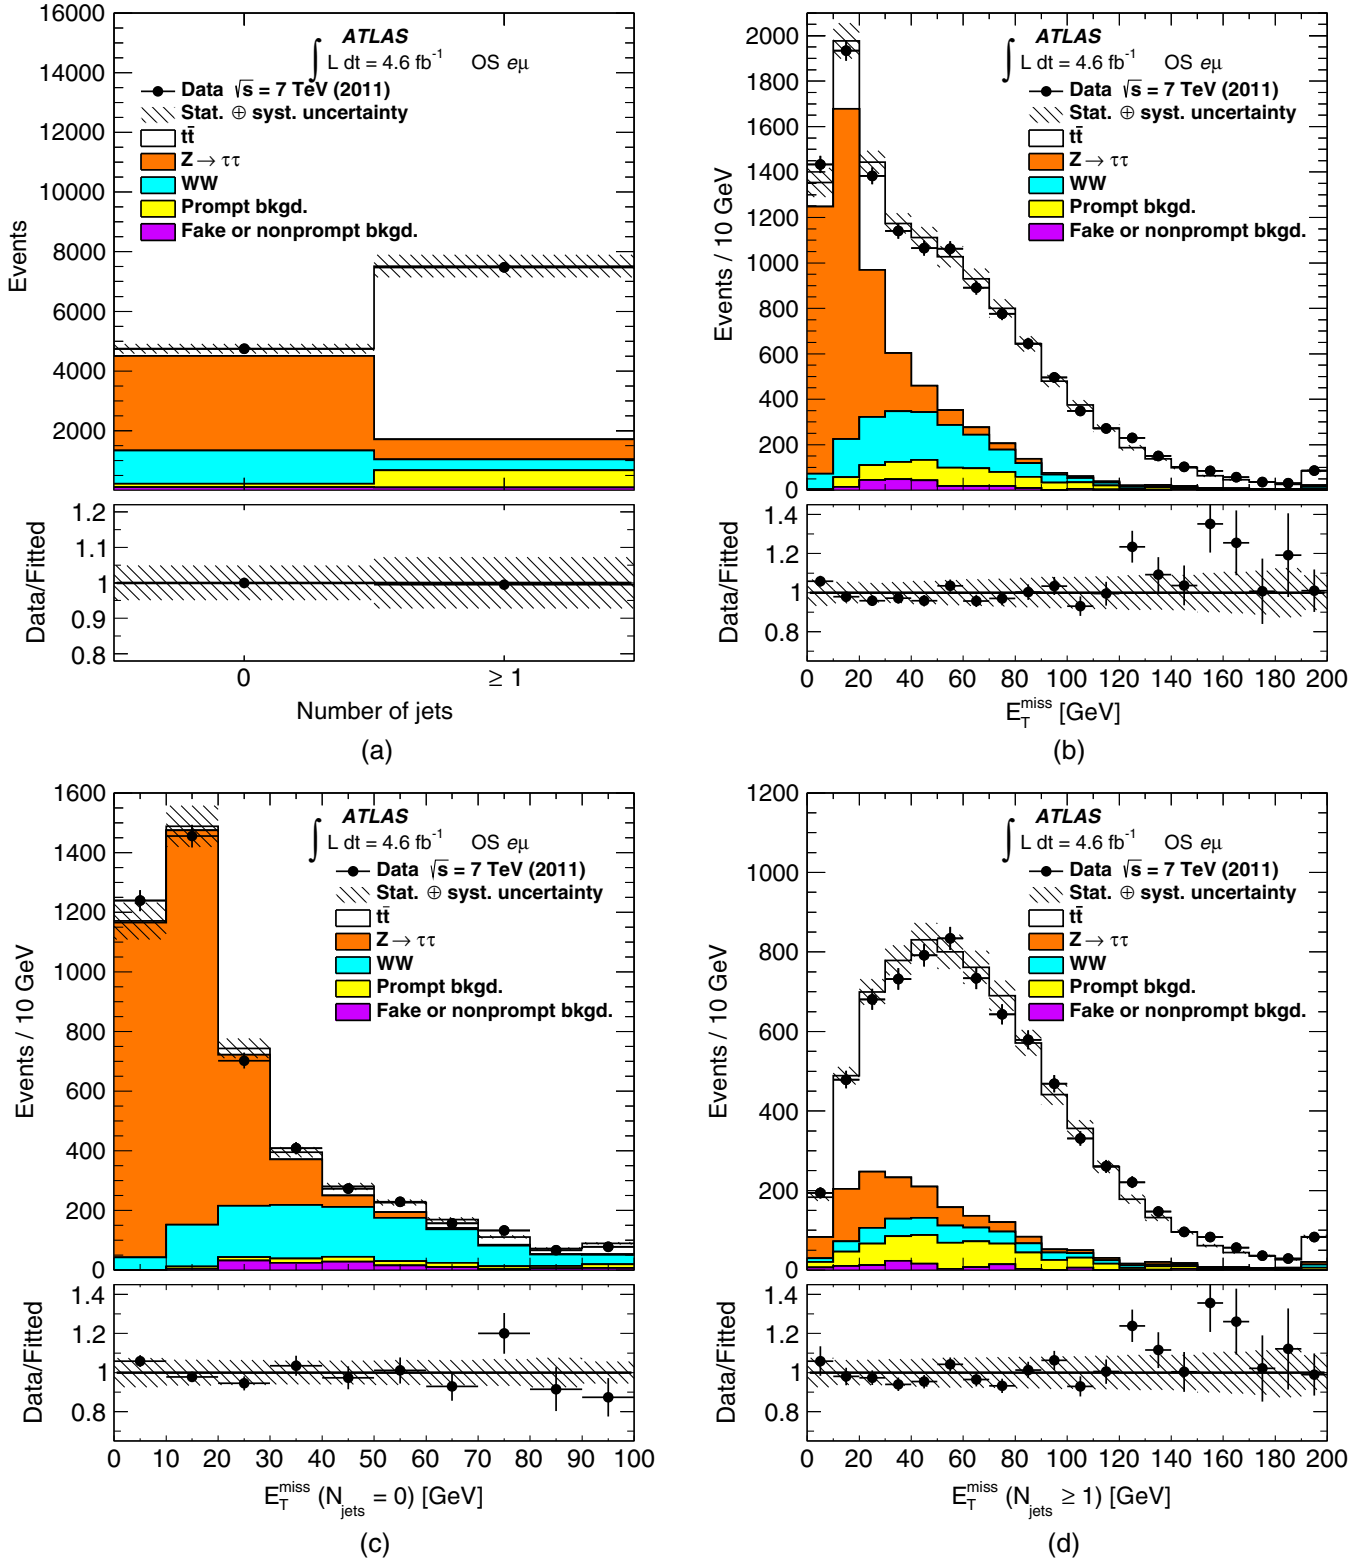 16000
14000
12000
10000
8000
6000
4000
2000
Events
ATLAS
∫ L dt = 4.6 fb⁻¹ OS eμ
Data √s = 7 TeV (2011)
Stat. ⊕ syst. uncertainty
tt̄
Z → ττ
WW
Prompt bkgd.
Fake or nonprompt bkgd.
1.2
1.1
1
0.9
0.8
Data/Fitted
0 ≥ 1
Number of jets
(a)
2000
1800
1600
1400
1200
1000
800
600
400
200
0
Events / 10 GeV
ATLAS
∫ L dt = 4.6 fb⁻¹ OS eμ
Data √s = 7 TeV (2011)
Stat. ⊕ syst. uncertainty
tt̄
Z → ττ
WW
Prompt bkgd.
Fake or nonprompt bkgd.
1.4
1.2
1
0.8
Data/Fitted
0 20 40 60 80 100 120 140 160 180 200
E_T^miss [GeV]
(b)
1600
1400
1200
1000
800
600
400
200
0
Events / 10 GeV
ATLAS
∫ L dt = 4.6 fb⁻¹ OS eμ
Data √s = 7 TeV (2011)
Stat. ⊕ syst. uncertainty
tt̄
Z → ττ
WW
Prompt bkgd.
Fake or nonprompt bkgd.
1.4
1.2
1
0.8
Data/Fitted
0 10 20 30 40 50 60 70 80 90 100
E_T^miss (N_jets = 0) [GeV]
(c)
1200
1000
800
600
400
200
0
Events / 10 GeV
ATLAS
∫ L dt = 4.6 fb⁻¹ OS eμ
Data √s = 7 TeV (2011)
Stat. ⊕ syst. uncertainty
tt̄
Z → ττ
WW
Prompt bkgd.
Fake or nonprompt bkgd.
1.4
1.2
1
0.8
Data/Fitted
0 20 40 60 80 100 120 140 160 180 200
E_T^miss (N_jets ≥ 1) [GeV]
(d)